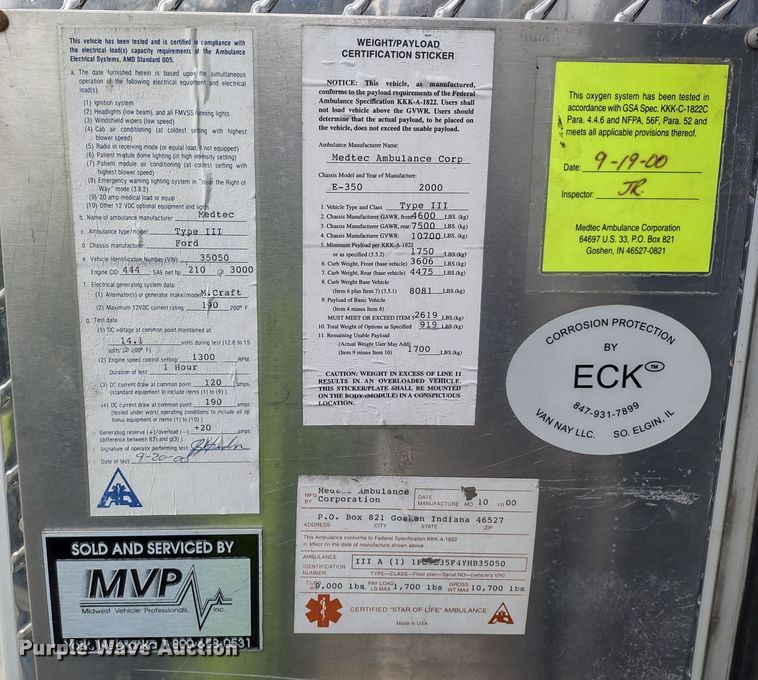 This vehicle has been tested and is certified in compliance with
the electrical load(s) capacity requirements of the Ambulance
Electrical Systems, AMD Standard 005.
a. The date furnished herein is based upon the simultaneous
operation of the following electrical equipment and electrical
load(s):
(1) Ignition system
(2) Headlights (low beam), and all FMVSS running lights
(3) Windshield wipers (low speed)
(4) Cab air conditioning (at coldest setting with highest
blower speed)
(5) Radio in receiving mode (or equal load, if not equipped)
(6) Patient module dome lighting (in high intensity setting)
(7) Patient module air conditioning (at coldest setting with
highest blower speed)
(8) Emergency warning lighting system in "clear the Right of
Way" mode (3.8.2)
(9) 20 amp medical load or equal
(10) Other 12 VDC optional equipment and lights
b. Name of ambulance manufacturer: Medtec
c. Ambulance type/model: Type III
d. Chassis manufacturer: Ford
e. Vehicle Identification Number (VIN): 35050
Engine CID 444 SAE net hp 210 @ 3000
f. Electrical generating system data:
(1) Alternator(s) or generator make/model: M.Craft
(2) Maximum 12VDC current rating: 190 200° F
g. Test data
(1) DC voltage at common point maintained at:
14.1 volts during test (12.8 to 15
volts @ 200° F)
(2) Engine speed control setting: 1300 RPM.
Duration of test: 1 Hour
(3) DC current draw at common point: 120 amps.
(standard equipment to include items (1) to (9).)
(4) DC current draw at common point: 190 amps.
(tested under worst operating conditions to include all op
tional equipment or items (1) to (10).)
Generating reserve (+)/overload (-) +20 amps
(difference between f(2) and g(3).)
Signature of operator performing test:
Date of test: 9-20-00
SOLD AND SERVICED BY
MVP
Midwest Vehicle Professionals, Inc.
York, Nebraska 1-800-653-0531
WEIGHT/PAYLOAD
CERTIFICATION STICKER
NOTICE: This vehicle, as manufactured,
conforms to the payload requirements of the Federal
Ambulance Specification KKK-A-1822. Users shall
not load vehicle above the GVWR. Users should
determine that the actual payload, to be placed on
the vehicle, does not exceed the usable payload.
Ambulance Manufacturer Name:
Medtec Ambulance Corp
Chassis Model and Year of Manufacture:
E-350 2000
1. Vehicle Type and Class Type III
2. Chassis Manufacturer GAWR, front 4600 LBS. (kg)
3. Chassis Manufacturer GAWR, rear 7500 LBS. (kg)
4. Chassis Manufacturer GVWR: 10700 LBS. (kg)
5. Minimum Payload per KKK-A-1822
or as specified (3.5.2) 1750 LBS.(kg)
6. Curb Weight, Front (base vehicle) 3606 LBS. (kg)
7. Curb Weight, Rear (base vehicle) 4475 LBS. (kg)
8. Curb Weight Base Vehicle
(Item 6 plus Item 7) (3.5.1) 8081 LBS.(kg)
9. Payload of Basic Vehicle
(Item 4 minus Item 8)
MUST MEET OR EXCEED ITEM 5 2619 LBS.(kg)
10. Total Weight of Options as Specified 919 LBS.(kg)
11. Remaining Usable Payload
(Actual Weight User May Add)
(Item 9 minus Item 10) 1700 LBS.(kg)
CAUTION: WEIGHT IN EXCESS OF LINE 11
RESULTS IN AN OVERLOADED VEHICLE.
THIS STICKER/PLATE SHALL BE MOUNTED
ON THE BODY (MODULE) IN A CONSPICUOUS
LOCATION.
This oxygen system has been tested in
accordance with GSA Spec. KKK-C-1822C
Para. 4.4.6 and NFPA, 56F, Para. 52 and
meets all applicable provisions thereof.
Date: 9-19-00
Inspector: JR
Medtec Ambulance Corporation
64697 U.S. 33, P.O. Box 821
Goshen, IN 46527-0821
CORROSION PROTECTION
BY
ECK™
847-931-7899
VAN NAY LLC. SO. ELGIN, IL
MFG BY Medtec Ambulance Corporation DATE MANUFACTURE MO 10 YR 00
P.O. Box 821 Goshen Indiana 46527
ADDRESS CITY STATE ZIP
This Ambulance conforms to Federal Specification KKK-A-1822
in effect on the date of manufacture shown above
AMBULANCE IDENTIFICATION NUMBER III A (1) 35F4YHB35050
TYPE—CLASS—Floor plan—Serial NO—(vehicle's VIN)
9,000 lbs PAY LOAD LB MAX 1,700 lbs GROSS WT MAX 10,700 lbs
CERTIFIED "STAR OF LIFE" AMBULANCE
Made in USA
Purple Wave Auction